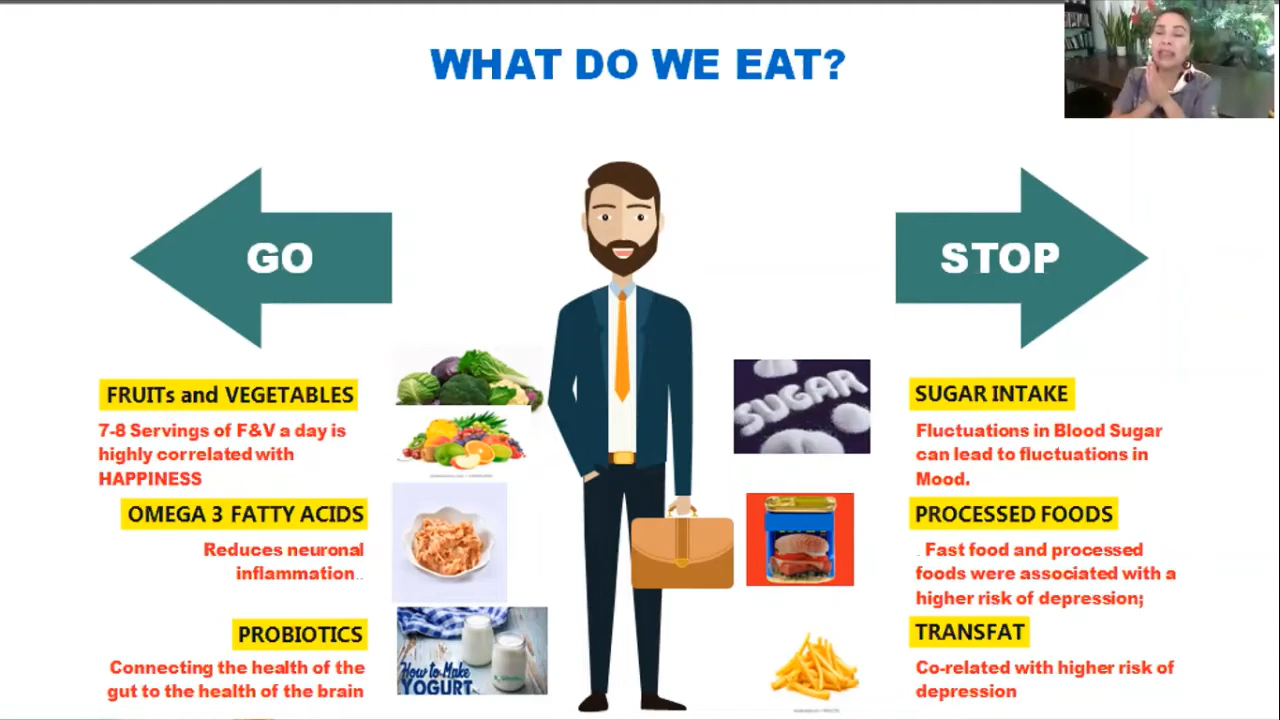 WHAT DO WE EAT?
GO
STOP
FRUITs and VEGETABLES
7-8 Servings of F&V a day is
highly correlated with
HAPPINESS
OMEGA 3 FATTY ACIDS
Reduces neuronal
inflammation..
PROBIOTICS
Connecting the health of the
gut to the health of the brain
How to Make
YOGURT
SUGAR
SUGAR INTAKE
Fluctuations in Blood Sugar
can lead to fluctuations in
Mood.
PROCESSED FOODS
. Fast food and processed
foods were associated with a
higher risk of depression;
TRANSFAT
Co-related with higher risk of
depression